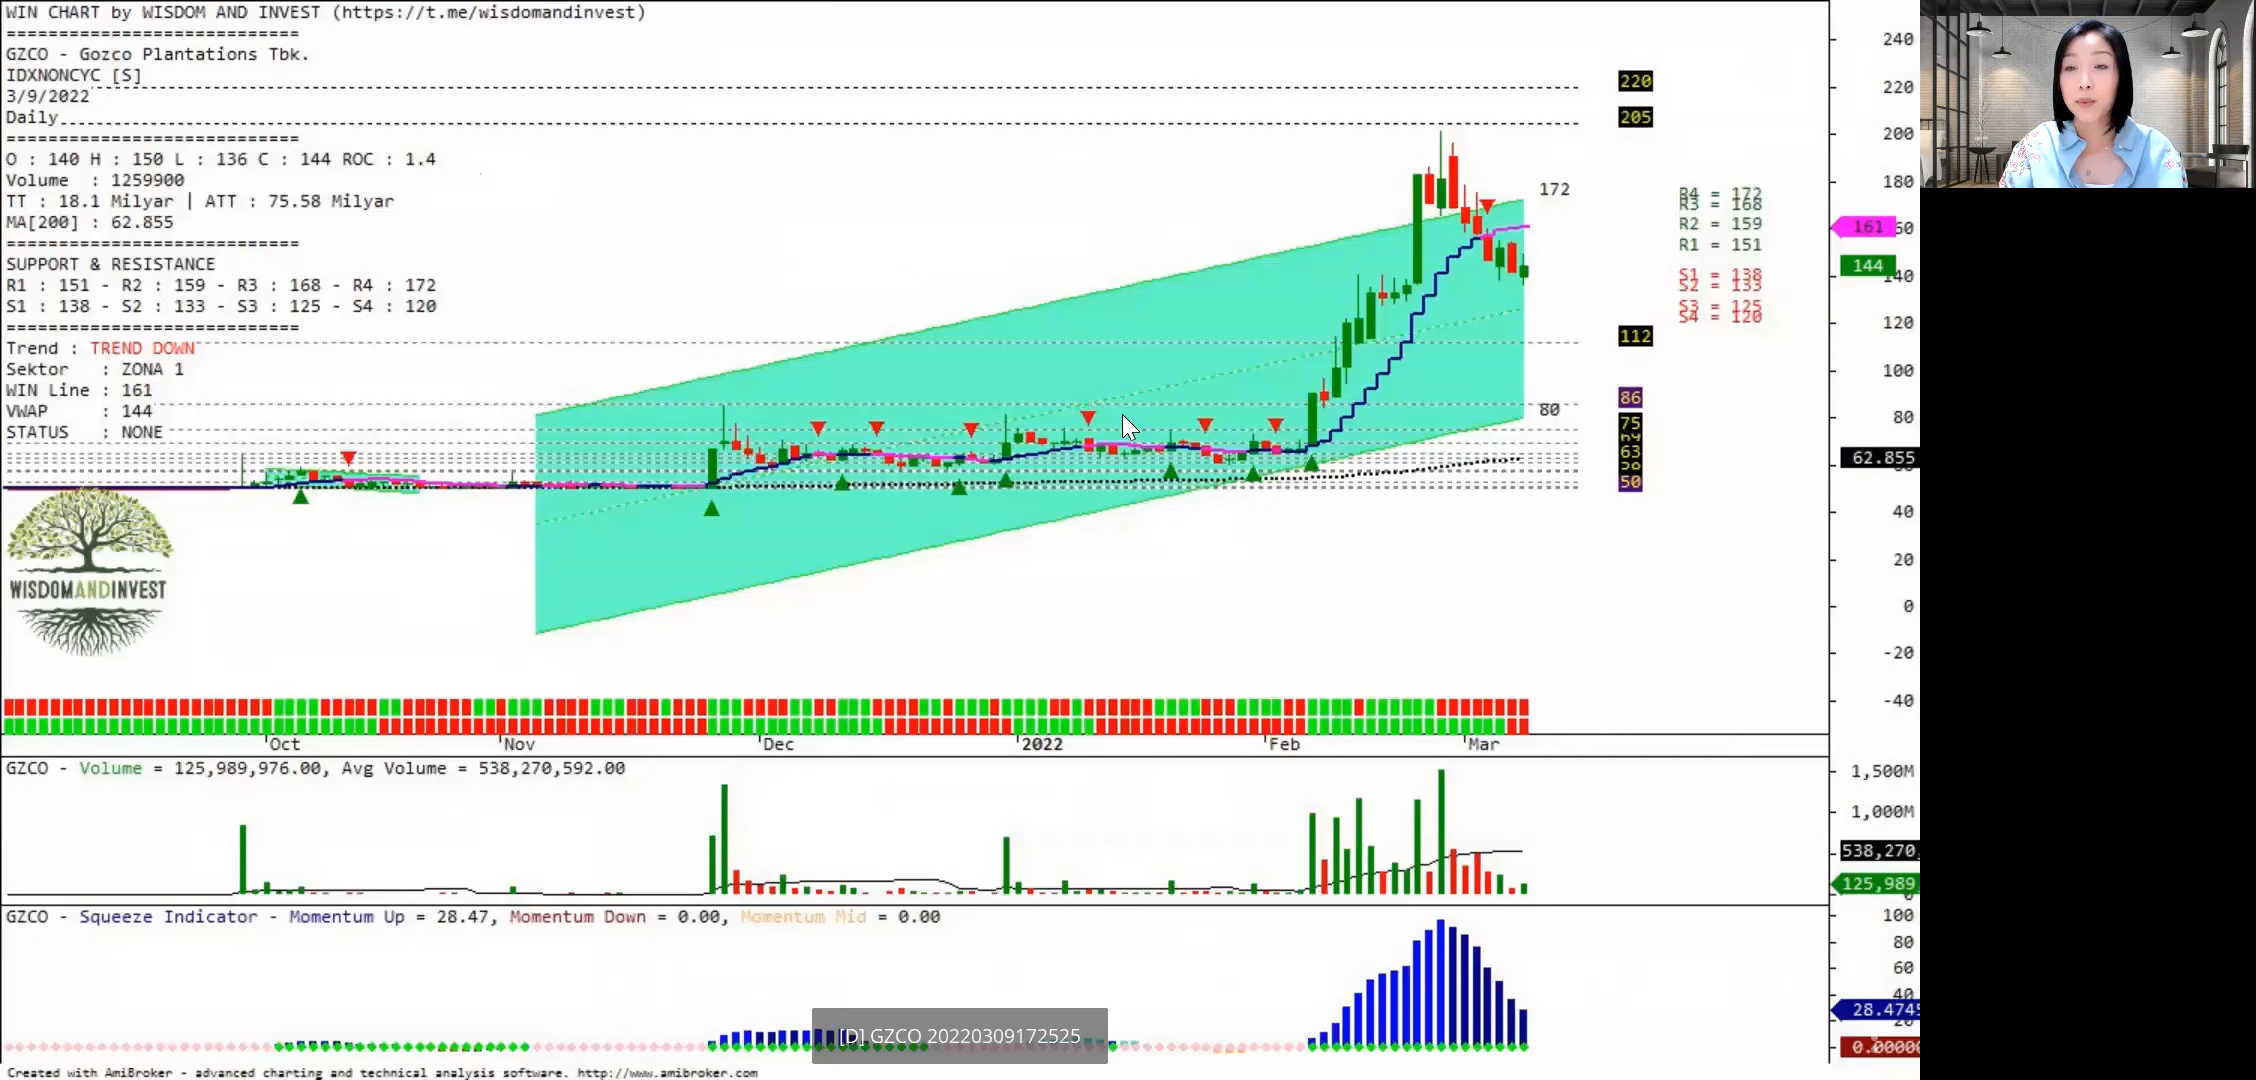 WIN CHART by WISDOM AND INVEST (https://t.me/wisdomandinvest)
============================
GZCO - Gozco Plantations Tbk.
IDXNONCYC [S]
3/9/2022
Daily
============================
O : 140 H : 150 L : 136 C : 144 ROC : 1.4
Volume : 1259900
TT : 18.1 Milyar | ATT : 75.58 Milyar
MA[200] : 62.855
============================
SUPPORT & RESISTANCE
R1 : 151 - R2 : 159 - R3 : 168 - R4 : 172
S1 : 138 - S2 : 133 - S3 : 125 - S4 : 120
============================
Trend : TREND DOWN
Sektor : ZONA 1
WIN Line : 161
VWAP : 144
STATUS : NONE
WISDOMANDINVEST
172
80
220
205
112
86
75
63
50
R4 = 172
R3 = 168
R2 = 159
R1 = 151
S1 = 138
S2 = 133
S3 = 125
S4 = 120
240
220
200
180
161
60
144
140
120
100
80
62.855
40
20
0
-20
-40
Oct Nov Dec 2022 Feb Mar
GZCO - Volume = 125,989,976.00, Avg Volume = 538,270,592.00
1,500M
1,000M
538,270
125,989
GZCO - Squeeze Indicator - Momentum Up = 28.47, Momentum Down = 0.00, Momentum Mid = 0.00
100
80
60
40
28.4745
20
0.00000
[D] GZCO 20220309172525
Created with AmiBroker - advanced charting and technical analysis software. http://www.amibroker.com